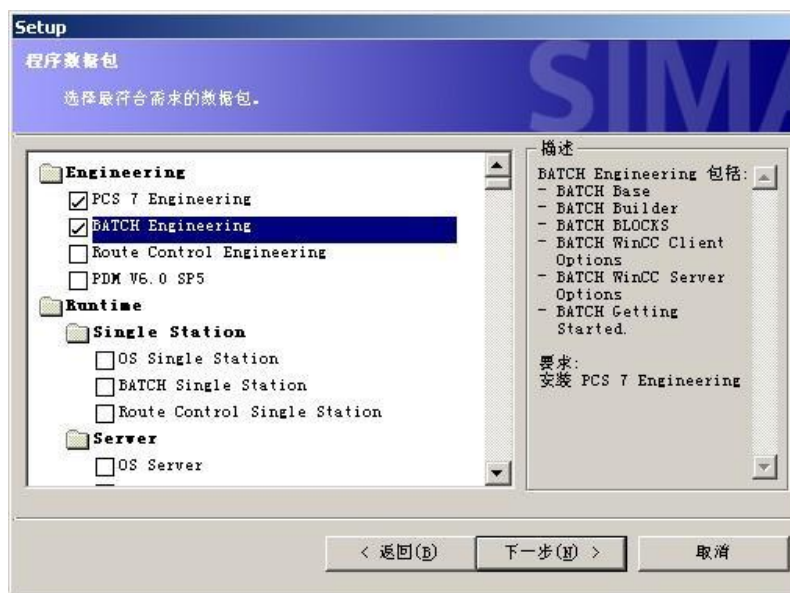 Setup
程序数据包
选择最符合需求的数据包。
SIMA
Engineering
PCS 7 Engineering
BATCH Engineering
Route Control Engineering
PDM V6.0 SP5
Runtime
Single Station
OS Single Station
BATCH Single Station
Route Control Single Station
Server
OS Server
描述
BATCH Engineering 包括:
- BATCH Base
- BATCH Builder
- BATCH BLOCKS
- BATCH WinCC Client
Options
- BATCH WinCC Server
Options
- BATCH Getting
Started.
要求:
安装 PCS 7 Engineering
< 返回(B)
下一步(N) >
取消